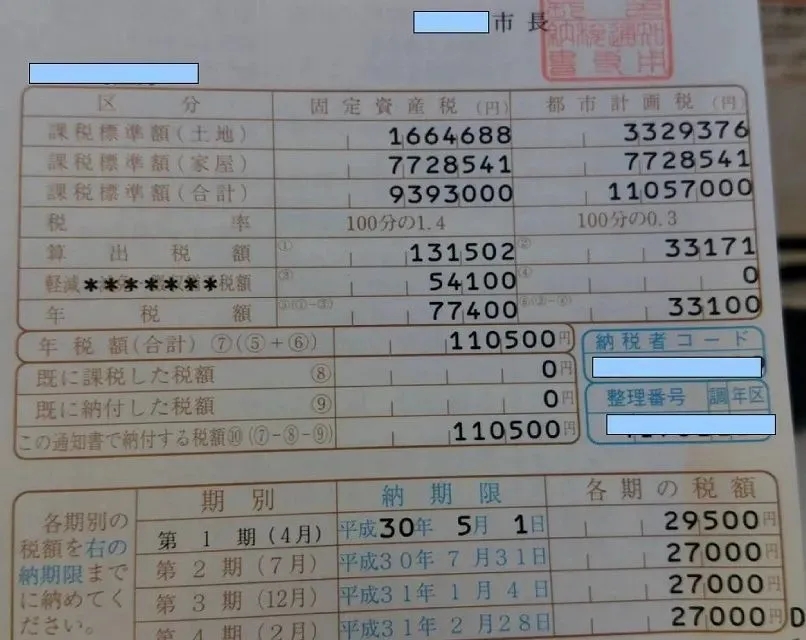 市長
区分 固定資産税(円) 都市計画税(円)
課税標準額(土地) 1664688 3329376
課税標準額(家屋) 7728541 7728541
課税標準額(合計) 9393000 11057000
税率 100分の1.4 100分の0.3
算出税額 ① 131502 ② 33171
軽減*******税額 ③ 54100 ④ 0
年税額 ⑤(①-③) 77400 33100
年税額(合計) ⑦(⑤+⑥) 110500円
既に課税した税額 ⑧ 0円
既に納付した税額 ⑨ 0円
この通知書で納付する税額⑩(⑦-⑧-⑨) 110500円
納税者コード
整理番号 調年区
各期別の
税額を右の
納期限まで
に納めてく
ださい。
期別 納期限 各期の税額
第1期(4月) 平成30年5月1日 29500円
第2期(7月) 平成30年7月31日 27000円
第3期(12月) 平成31年1月4日 27000円
第4期(2月) 平成31年2月28日 27000円 D